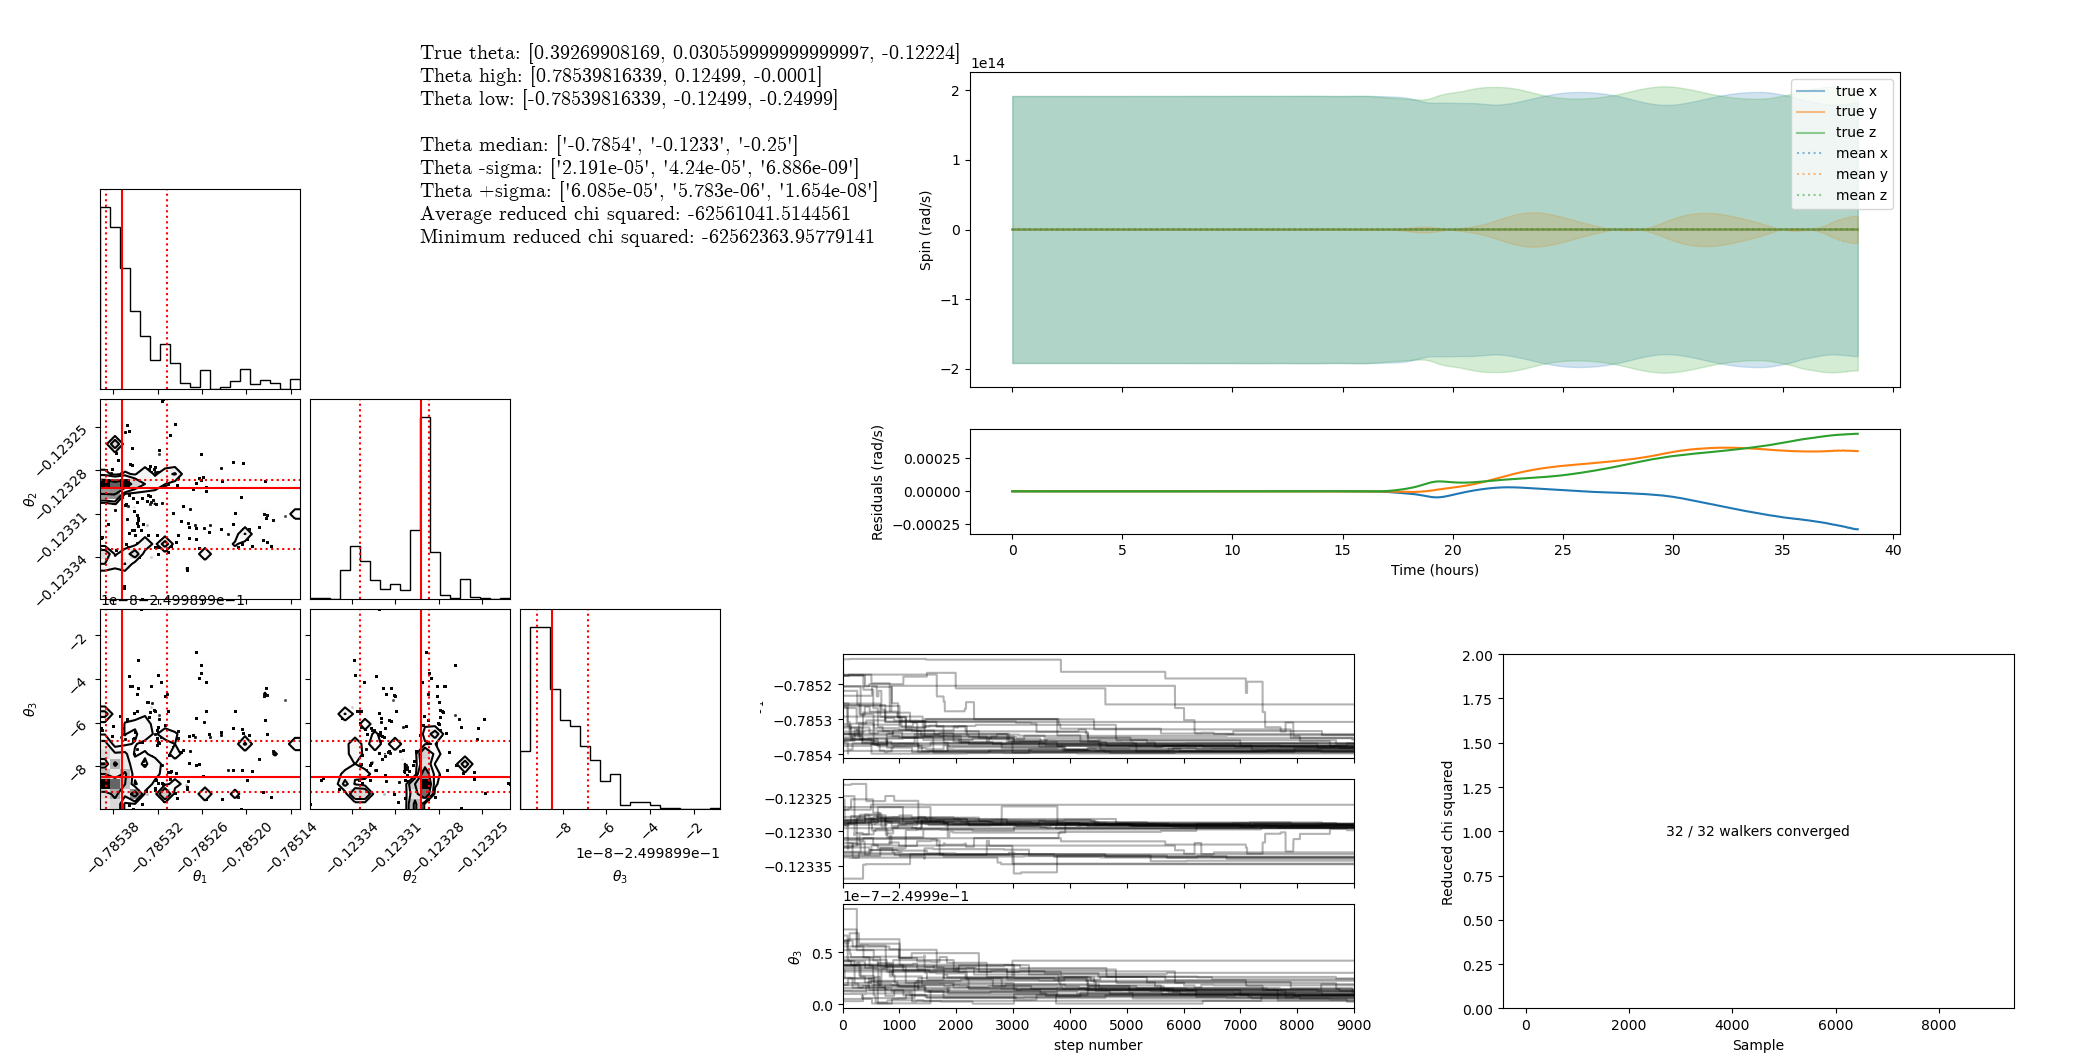 True theta: [0.39269908169, 0.030559999999999997, -0.12224]
Theta high: [0.78539816339, 0.12499, -0.0001]
Theta low: [-0.78539816339, -0.12499, -0.24999]
Theta median: ['-0.7854', '-0.1233', '-0.25']
Theta -sigma: ['2.191e-05', '4.24e-05', '6.886e-09']
Theta +sigma: ['6.085e-05', '5.783e-06', '1.654e-08']
Average reduced chi squared: -62561041.5144561
Minimum reduced chi squared: -62562363.95779141
1e14
2
1
0
−1
−2
Spin (rad/s)
true x
true y
true z
mean x
mean y
mean z
0.00025
0.00000
−0.00025
Residuals (rad/s)
0 5 10 15 20 25 30 35 40
Time (hours)
−0.12325
−0.12328
−0.12331
−0.12334
θ2
1e−8−2.499899e−1
−2
−4
−6
−8
θ3
−0.78538 −0.78532 −0.78526 −0.78520 −0.78514
θ1
−0.12334 −0.12331 −0.12328 −0.12325
θ2
−8 −6 −4 −2
1e−8−2.499899e−1
θ3
−0.7852
−0.7853
−0.7854
−0.12325
−0.12330
−0.12335
1e−7−2.4999e−1
0.5
0.0
θ3
0 1000 2000 3000 4000 5000 6000 7000 8000 9000
step number
2.00
1.75
1.50
1.25
1.00
0.75
0.50
0.25
0.00
Reduced chi squared
32 / 32 walkers converged
0 2000 4000 6000 8000
Sample